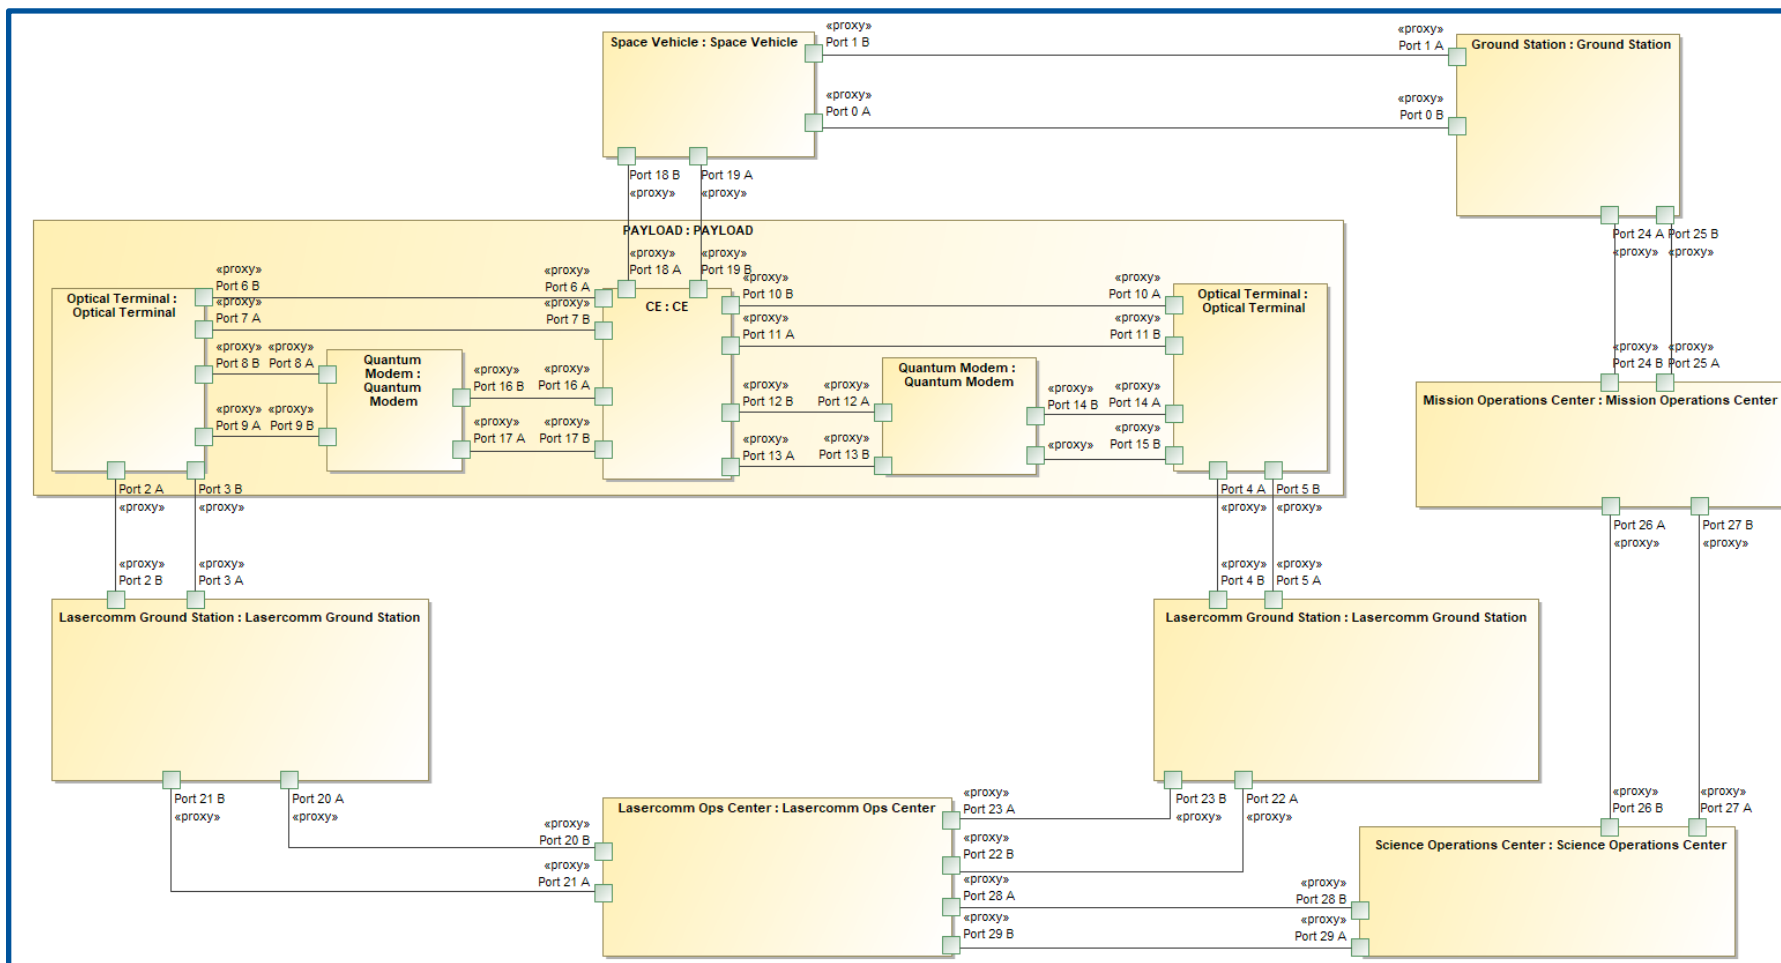 «proxy»
Port 1 B
«proxy»
Port 1 A
Space Vehicle : Space Vehicle
Ground Station : Ground Station
«proxy»
Port 0 A
«proxy»
Port 0 B
Port 18 B
«proxy»
Port 19 A
«proxy»
Port 24 A
«proxy»
Port 25 B
«proxy»
PAYLOAD : PAYLOAD
«proxy»
Port 18 A
«proxy»
Port 19 B
«proxy»
Port 6 B
«proxy»
Port 6 A
«proxy»
Port 10 B
«proxy»
Port 10 A
Optical Terminal :
Optical Terminal
CE : CE
Optical Terminal :
Optical Terminal
«proxy»
Port 7 A
«proxy»
Port 7 B
«proxy»
Port 11 A
«proxy»
Port 11 B
«proxy»
Port 8 B
«proxy»
Port 8 A
Quantum
Modem :
Quantum
Modem
«proxy»
Port 16 B
«proxy»
Port 16 A
Quantum Modem :
Quantum Modem
«proxy»
Port 24 B
«proxy»
Port 25 A
Mission Operations Center : Mission Operations Center
«proxy»
Port 12 B
«proxy»
Port 12 A
«proxy»
Port 14 B
«proxy»
Port 14 A
«proxy»
Port 9 A
«proxy»
Port 9 B
«proxy»
Port 17 A
«proxy»
Port 17 B
«proxy»
Port 13 A
«proxy»
Port 13 B
«proxy»
«proxy»
Port 15 B
Port 2 A
«proxy»
Port 3 B
«proxy»
Port 4 A
«proxy»
Port 5 B
«proxy»
Port 26 A
«proxy»
Port 27 B
«proxy»
«proxy»
Port 2 B
«proxy»
Port 3 A
«proxy»
Port 4 B
«proxy»
Port 5 A
Lasercomm Ground Station : Lasercomm Ground Station
Lasercomm Ground Station : Lasercomm Ground Station
Port 21 B
«proxy»
Port 20 A
«proxy»
Port 23 B
«proxy»
Port 22 A
«proxy»
«proxy»
Port 26 B
«proxy»
Port 27 A
Lasercomm Ops Center : Lasercomm Ops Center
«proxy»
Port 23 A
«proxy»
Port 20 B
«proxy»
Port 22 B
Science Operations Center : Science Operations Center
«proxy»
Port 21 A
«proxy»
Port 28 A
«proxy»
Port 28 B
«proxy»
Port 29 B
«proxy»
Port 29 A